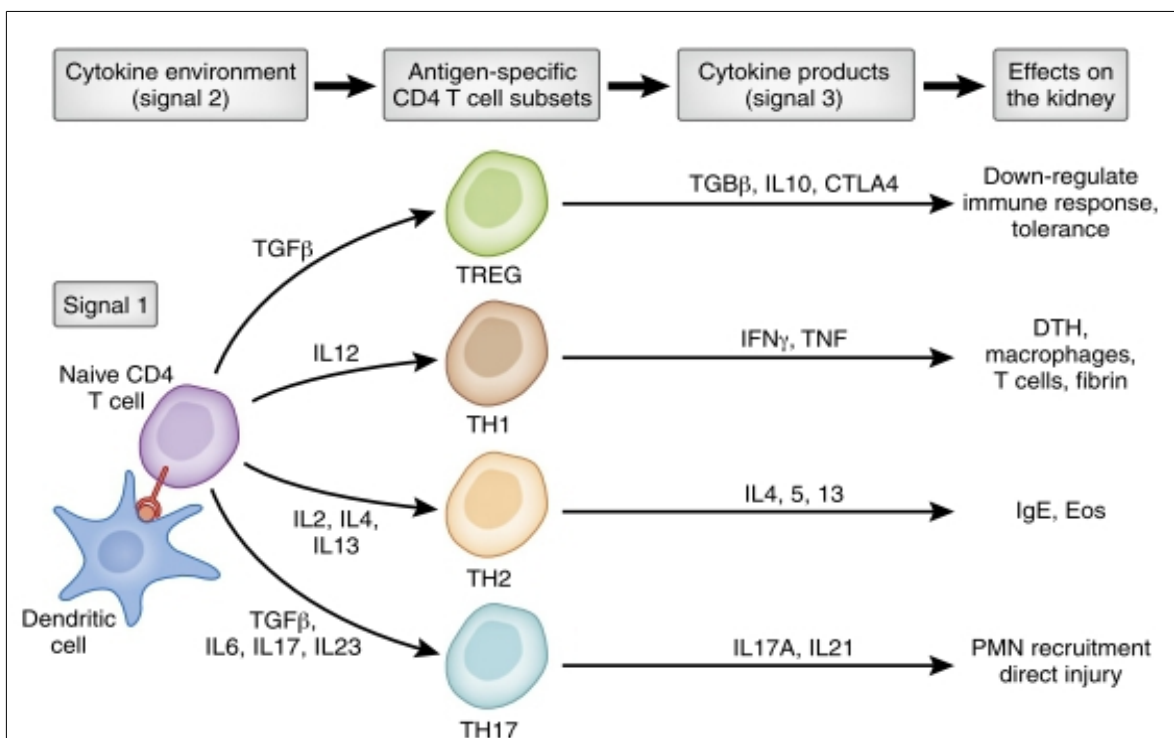 Cytokine environment
(signal 2)
Antigen-specific
CD4 T cell subsets
Cytokine products
(signal 3)
Effects on
the kidney
TGBβ, IL10, CTLA4
Down-regulate
immune response,
tolerance
TGFβ
TREG
Signal 1
IL12
IFNγ, TNF
DTH,
macrophages,
T cells, fibrin
Naive CD4
T cell
TH1
IL2, IL4,
IL13
IL4, 5, 13
IgE, Eos
TH2
Dendritic
cell
TGFβ,
IL6, IL17, IL23
IL17A, IL21
PMN recruitment
direct injury
TH17